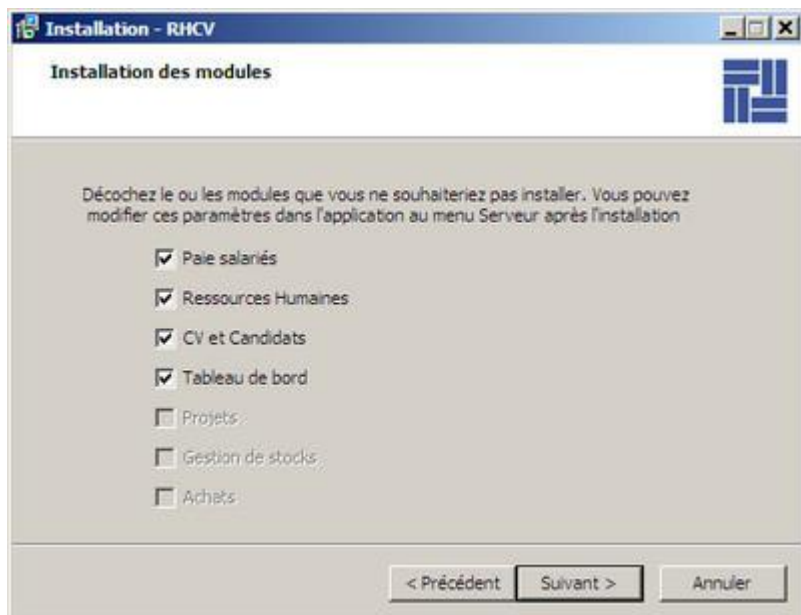 Installation - RHCV
Installation des modules
Décochez le ou les modules que vous ne souhaiteriez pas installer. Vous pouvez
modifier ces paramètres dans l'application au menu Serveur après l'installation
Paie salariés
Ressources Humaines
CV et Candidats
Tableau de bord
Projets
Gestion de stocks
Achats
< Précédent
Suivant >
Annuler